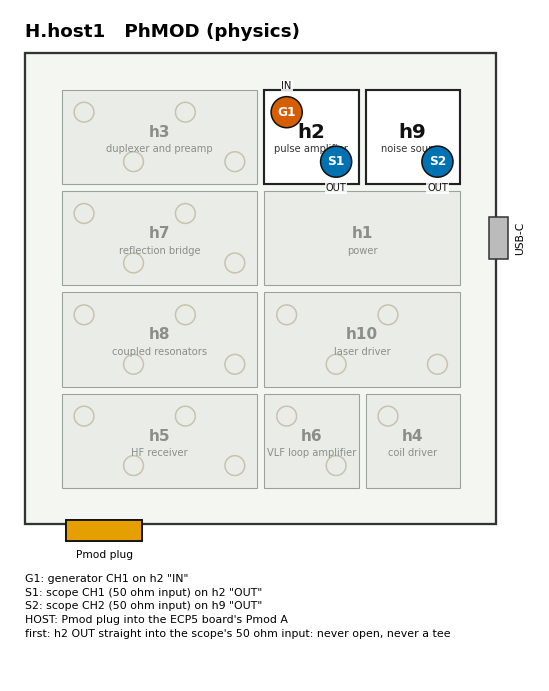 H.host1 PhMOD (physics)
IN
G1
h3
h2
h9
duplexer and preamp
pulse amplifier
noise
S1
S2
OUT
OUT
h7
h1
reflection bridge
power
USB-C
h8
h10
coupled resonators
laser driver
h5
h6
h4
HF receiver
VLF loop amplifier
coil driver
Pmod plug
G1: generator CH1 on h2 "IN"
S1: scope CH1 (50 ohm input) on h2 "OUT"
S2: scope CH2 (50 ohm input) on h9 "OUT"
HOST: Pmod plug into the ECP5 board's Pmod A
first: h2 OUT straight into the scope's 50 ohm input: never open, never a tee